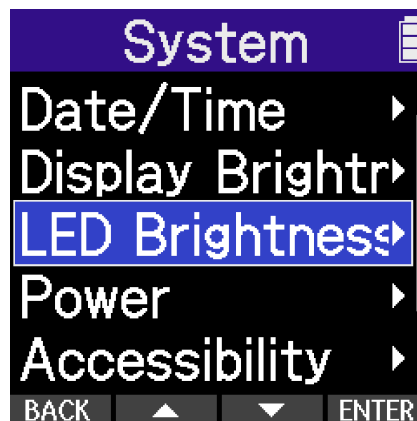 System
Date/Time
Display Brightr
LED Brightness
Power
Accessibility
BACK ENTER